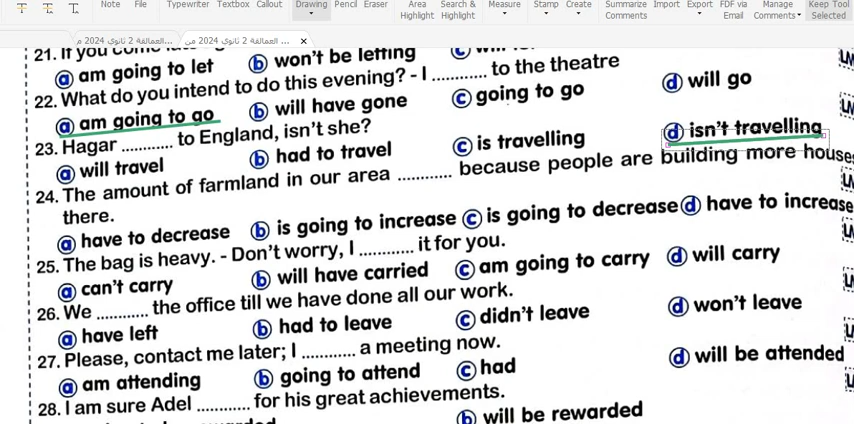 Note File Typewriter Textbox Callout Drawing Pencil Eraser Area Highlight Search & Highlight Measure Stamp Create Summarize Comments Import Export FDF via Email Manage Comments Keep Tool Selected
العمالقة 2 ثانوي 2024 م...
العمالقة 2 ثانوي 2024 من ... ×
21. If you come
a am going to let b won't be letting c
22. What do you intend to do this evening? - I ............ to the theatre
a am going to go b will have gone c going to go d will go
23. Hagar ............ to England, isn't she?
a will travel b had to travel c is travelling d isn't travelling
24. The amount of farmland in our area ............ because people are building more houses
there.
a have to decrease b is going to increase c is going to decrease d have to increase
25. The bag is heavy. - Don't worry, I ............ it for you.
a can't carry b will have carried c am going to carry d will carry
26. We ............ the office till we have done all our work.
a have left b had to leave c didn't leave d won't leave
27. Please, contact me later; I ............ a meeting now.
a am attending b going to attend c had d will be attended
28. I am sure Adel ............ for his great achievements.
b will be rewarded